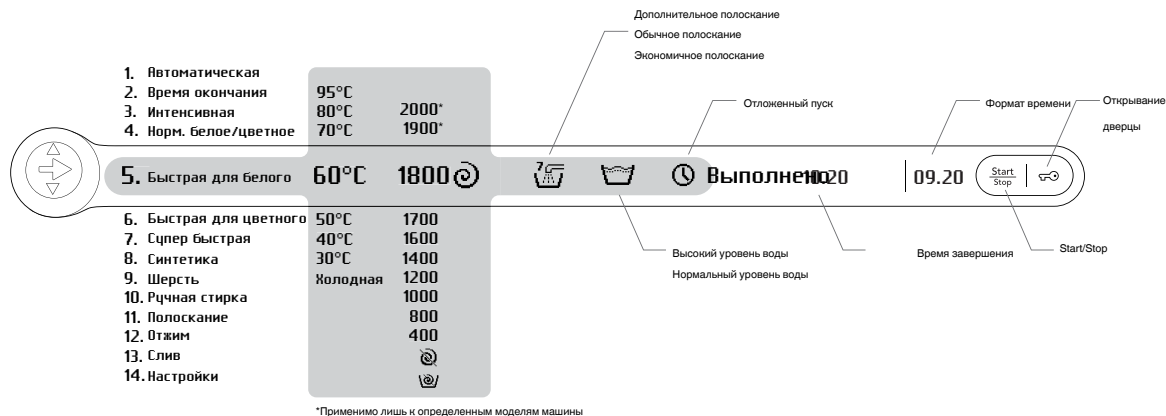 Дополнительное полоскание
Обычное полоскание
Экономичное полоскание
Отложенный пуск
Формат времени
Открывание
дверцы
1. Автоматическая
2. Время окончания 95°C
3. Интенсивная 80°C 2000*
4. Норм. белое/цветное 70°C 1900*
5. Быстрая для белого 60°C 1800 7 Выполнено 10.20 09.20 Start Stop
6. Быстрая для цветного 50°C 1700
7. Супер быстрая 40°C 1600
8. Синтетика 30°C 1400
9. Шерсть Холодная 1200
10. Ручная стирка 1000
11. Полоскание 800
12. Отжим 400
13. Слив
14. Настройки
Высокий уровень воды
Нормальный уровень воды
Время завершения
Start/Stop
*Применимо лишь к определенным моделям машины